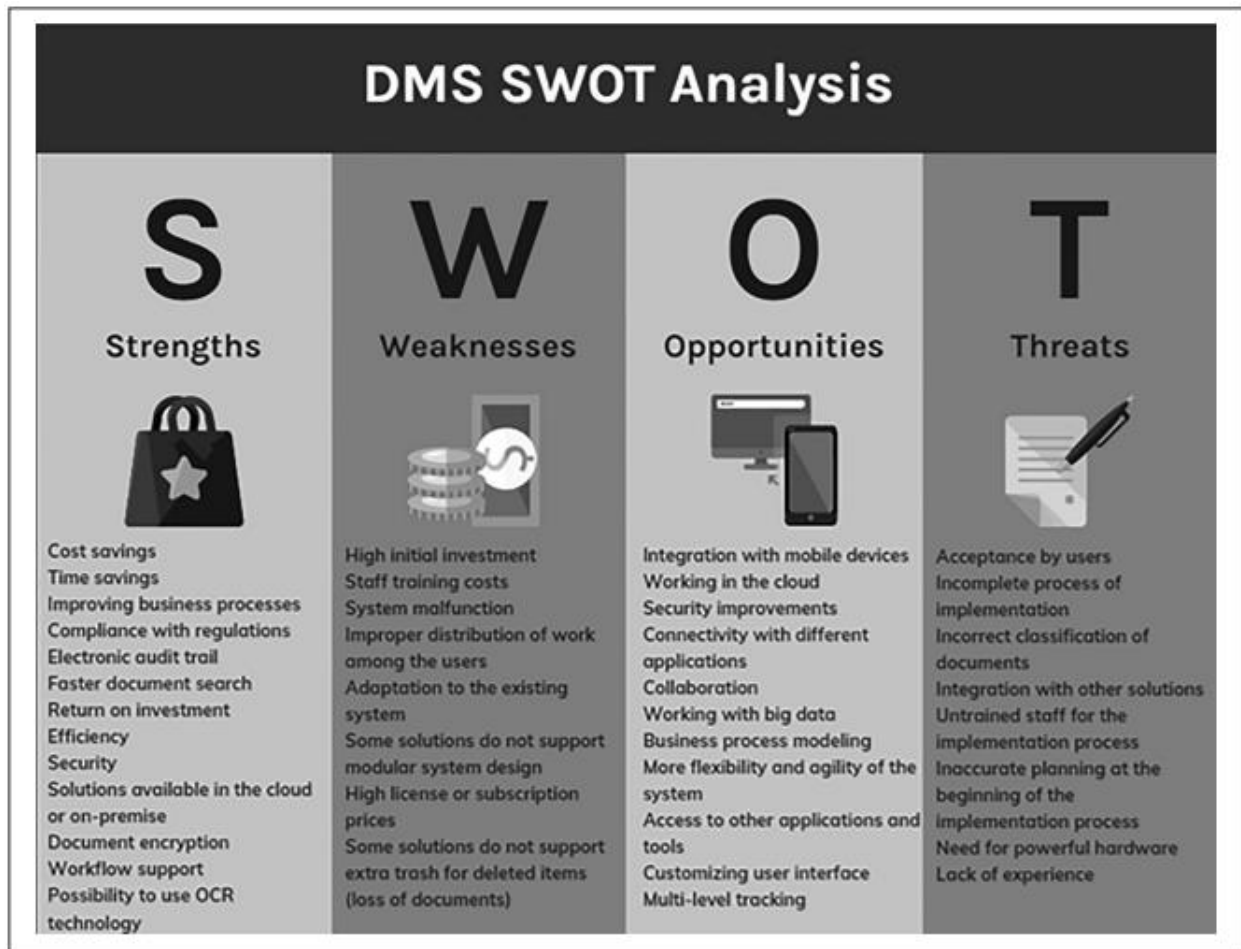 DMS SWOT Analysis
S
Strengths
Cost savings
Time savings
Improving business processes
Compliance with regulations
Electronic audit trail
Faster document search
Return on investment
Efficiency
Security
Solutions available in the cloud
or on-premise
Document encryption
Workflow support
Possibility to use OCR
technology
W
Weaknesses
High initial investment
Staff training costs
System malfunction
Improper distribution of work
among the users
Adaptation to the existing
system
Some solutions do not support
modular system design
High license or subscription
prices
Some solutions do not support
extra trash for deleted items
(loss of documents)
O
Opportunities
Integration with mobile devices
Working in the cloud
Security improvements
Connectivity with different
applications
Collaboration
Working with big data
Business process modeling
More flexibility and agility of the
system
Access to other applications and
tools
Customizing user interface
Multi-level tracking
T
Threats
Acceptance by users
Incomplete process of
implementation
Incorrect classification of
documents
Integration with other solutions
Untrained staff for the
implementation process
Inaccurate planning at the
beginning of the
implementation process
Need for powerful hardware
Lack of experience